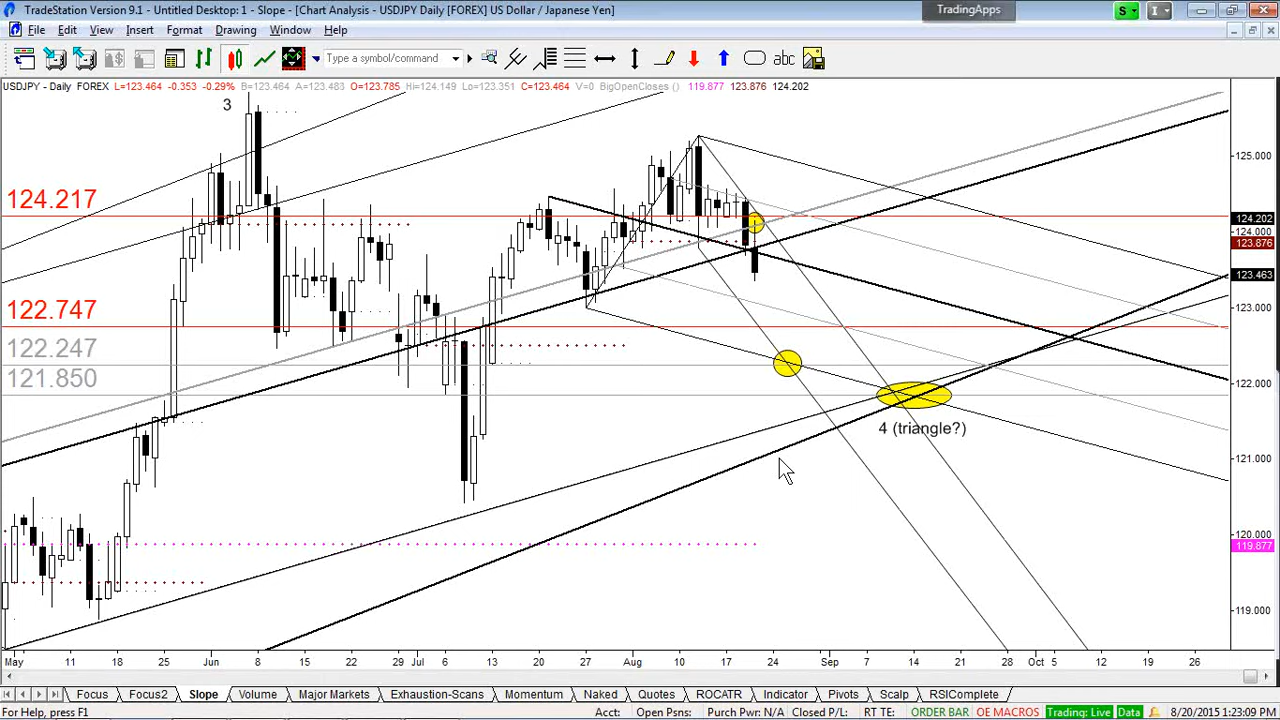 TradeStation Version 9.1 - Untitled Desktop: 1 - Slope - [Chart Analysis - USDJPY Daily [FOREX] US Dollar / Japanese Yen]
TradingApps
S
I
File Edit View Insert Format Drawing Window Help
Type a symbol/command
abc
USDJPY - Daily FOREX L=123.464 -0.353 -0.29% B=123.464 A=123.483 O=123.785 Hi=124.149 Lo=123.351 C=123.464 V=0 BigOpenCloses () 119.877 123.876 124.202
3
125.000
124.217
124.202
124.000
123.876
123.463
123.000
122.747
122.247
122.000
121.850
4 (triangle?)
121.000
120.000
119.877
119.000
May 11 18 25 Jun 8 15 22 29 Jul 6 13 20 27 Aug 10 17 24 Sep 7 14 21 28 Oct 5 12 19 26
Focus Focus2 Slope Volume Major Markets Exhaustion-Scans Momentum Naked Quotes ROCATR Indicator Pivots Scalp RSIComplete
For Help, press F1 Acct: Open Psns: Purch Pwr: N/A Closed P/L: RT TE: ORDER BAR OE MACROS Trading: Live Data 8/20/2015 1:23:09 PM